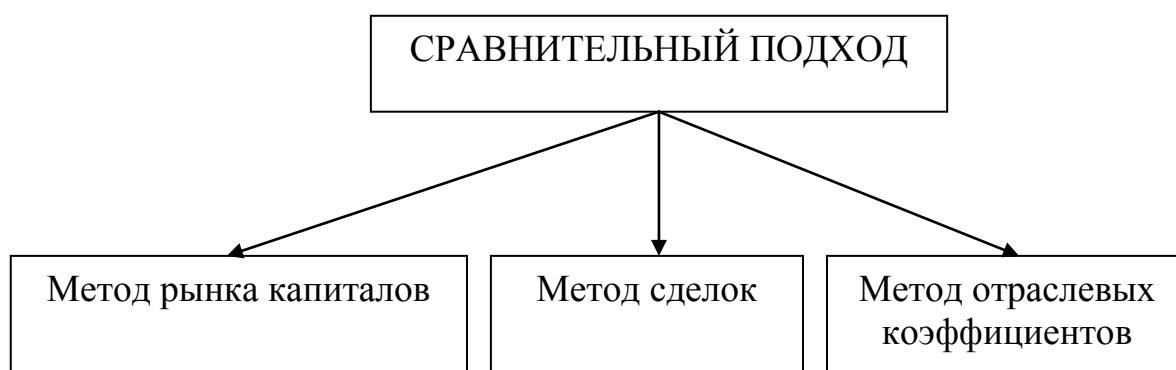 СРАВНИТЕЛЬНЫЙ ПОДХОД
Метод рынка капиталов
Метод сделок
Метод отраслевых
коэффициентов